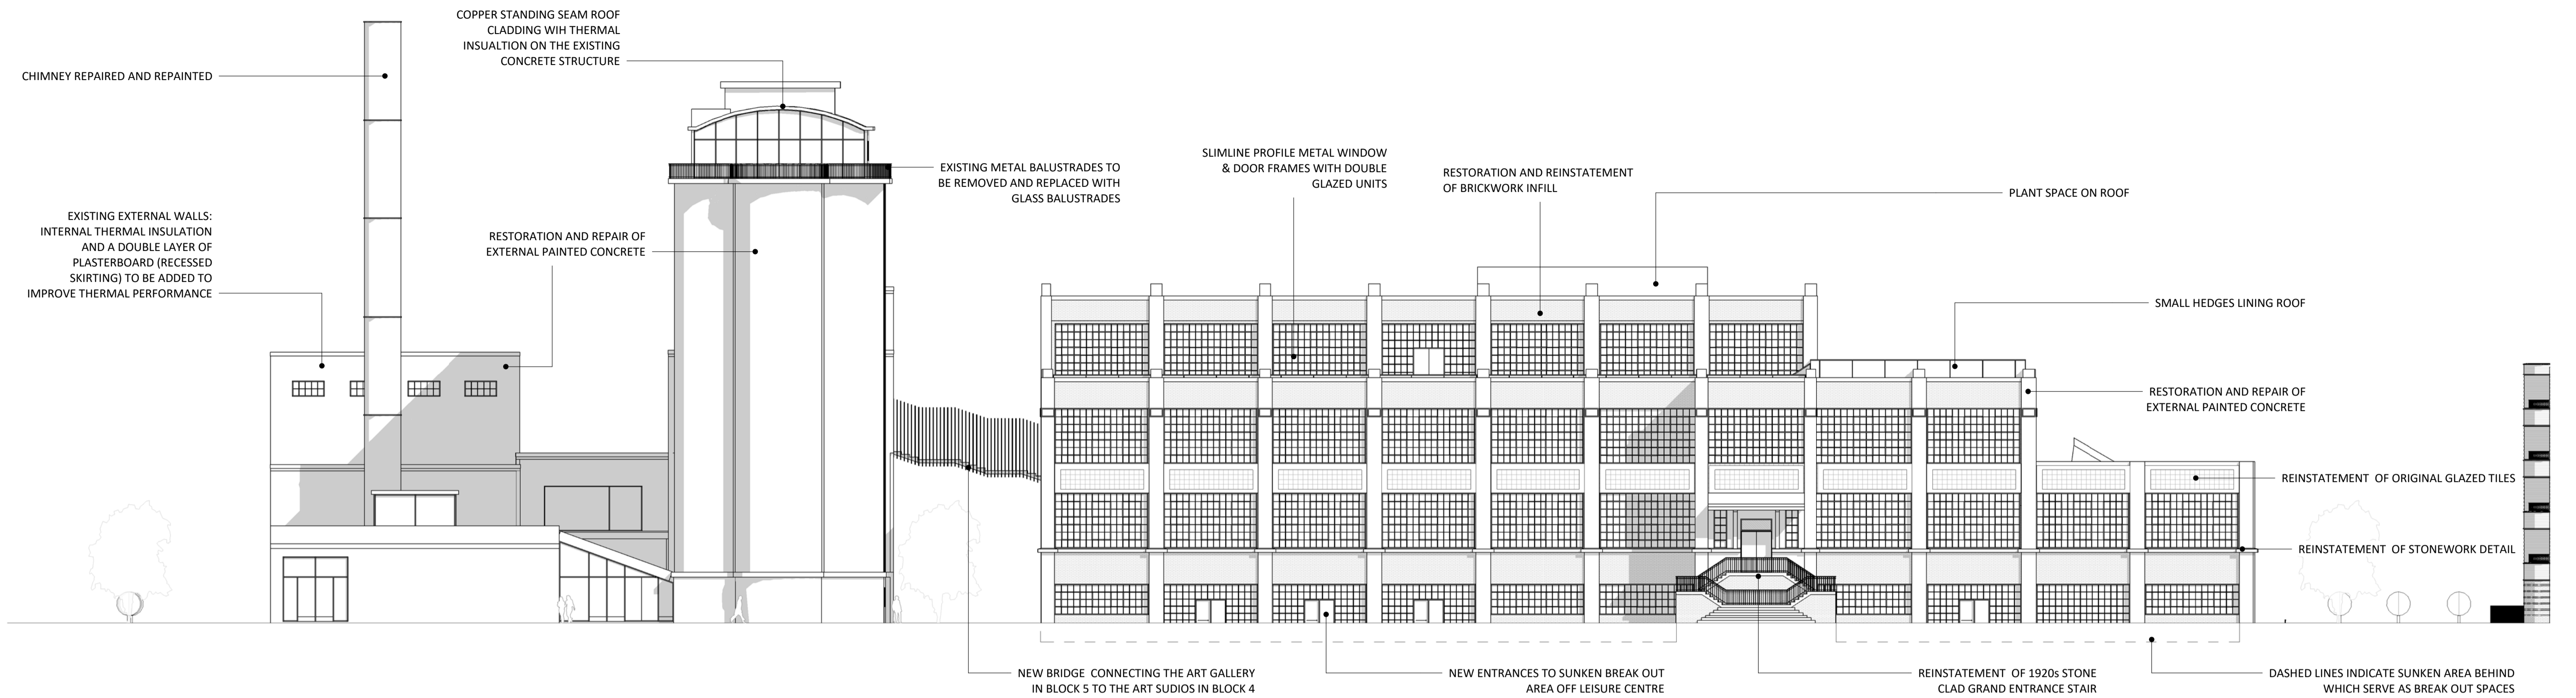 COPPER STANDING SEAM ROOF
CLADDING WIH THERMAL
INSUALTION ON THE EXISTING
CONCRETE STRUCTURE
CHIMNEY REPAIRED AND REPAINTED
EXISTING EXTERNAL WALLS:
INTERNAL THERMAL INSULATION
AND A DOUBLE LAYER OF
PLASTERBOARD (RECESSED
SKIRTING) TO BE ADDED TO
IMPROVE THERMAL PERFORMANCE
RESTORATION AND REPAIR OF
EXTERNAL PAINTED CONCRETE
EXISTING METAL BALUSTRADES TO
BE REMOVED AND REPLACED WITH
GLASS BALUSTRADES
SLIMLINE PROFILE METAL WINDOW
& DOOR FRAMES WITH DOUBLE
GLAZED UNITS
RESTORATION AND REINSTATEMENT
OF BRICKWORK INFILL
PLANT SPACE ON ROOF
SMALL HEDGES LINING ROOF
RESTORATION AND REPAIR OF
EXTERNAL PAINTED CONCRETE
REINSTATEMENT OF ORIGINAL GLAZED TILES
REINSTATEMENT OF STONEWORK DETAIL
NEW BRIDGE CONNECTING THE ART GALLERY
IN BLOCK 5 TO THE ART SUDIOS IN BLOCK 4
NEW ENTRANCES TO SUNKEN BREAK OUT
AREA OFF LEISURE CENTRE
REINSTATEMENT OF 1920s STONE
CLAD GRAND ENTRANCE STAIR
DASHED LINES INDICATE SUNKEN AREA BEHIND
WHICH SERVE AS BREAK OUT SPACES